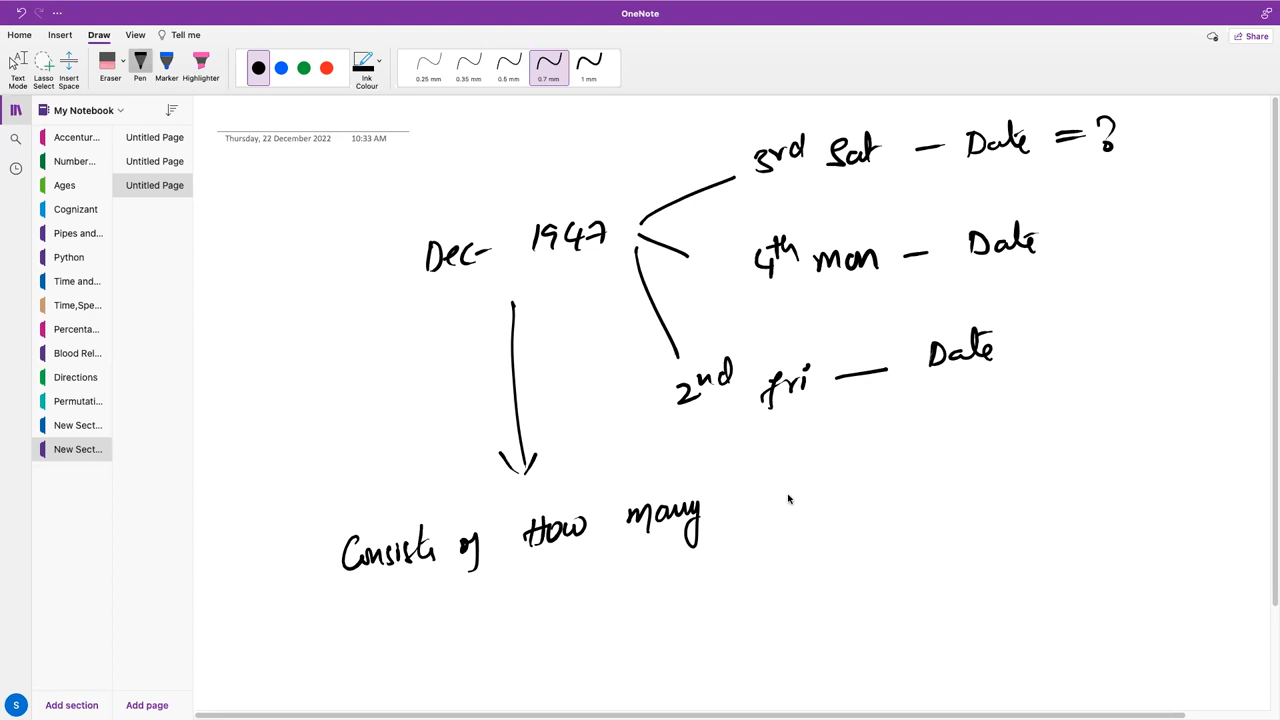 OneNote
Home Insert Draw View Tell me
Share
Text Mode
Lasso Select
Insert Space
Eraser
Pen
Marker
Highlighter
Ink Colour
0.25 mm
0.35 mm
0.5 mm
0.7 mm
1 mm
My Notebook
Accentur...
Number...
Ages
Cognizant
Pipes and...
Python
Time and...
Time,Spe...
Percenta...
Blood Rel...
Directions
Permutati...
New Sect...
New Sect...
Untitled Page
Untitled Page
Untitled Page
Thursday, 22 December 2022 10:33 AM
3rd Sat - Date = ?
Dec- 1947
4th mon - Date
2nd fri - Date
Consists of How many
S
Add section
Add page